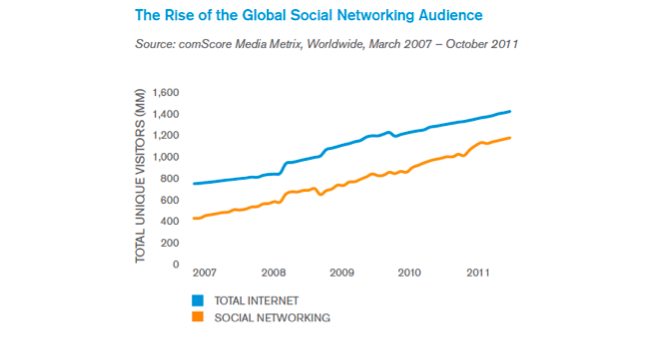 The Rise of the Global Social Networking Audience
Source: comScore Media Metrix, Worldwide, March 2007 – October 2011
TOTAL UNIQUE VISITORS (MM)
1,600
1,400
1,200
1,000
800
600
400
200
0
2007 2008 2009 2010 2011
TOTAL INTERNET
SOCIAL NETWORKING